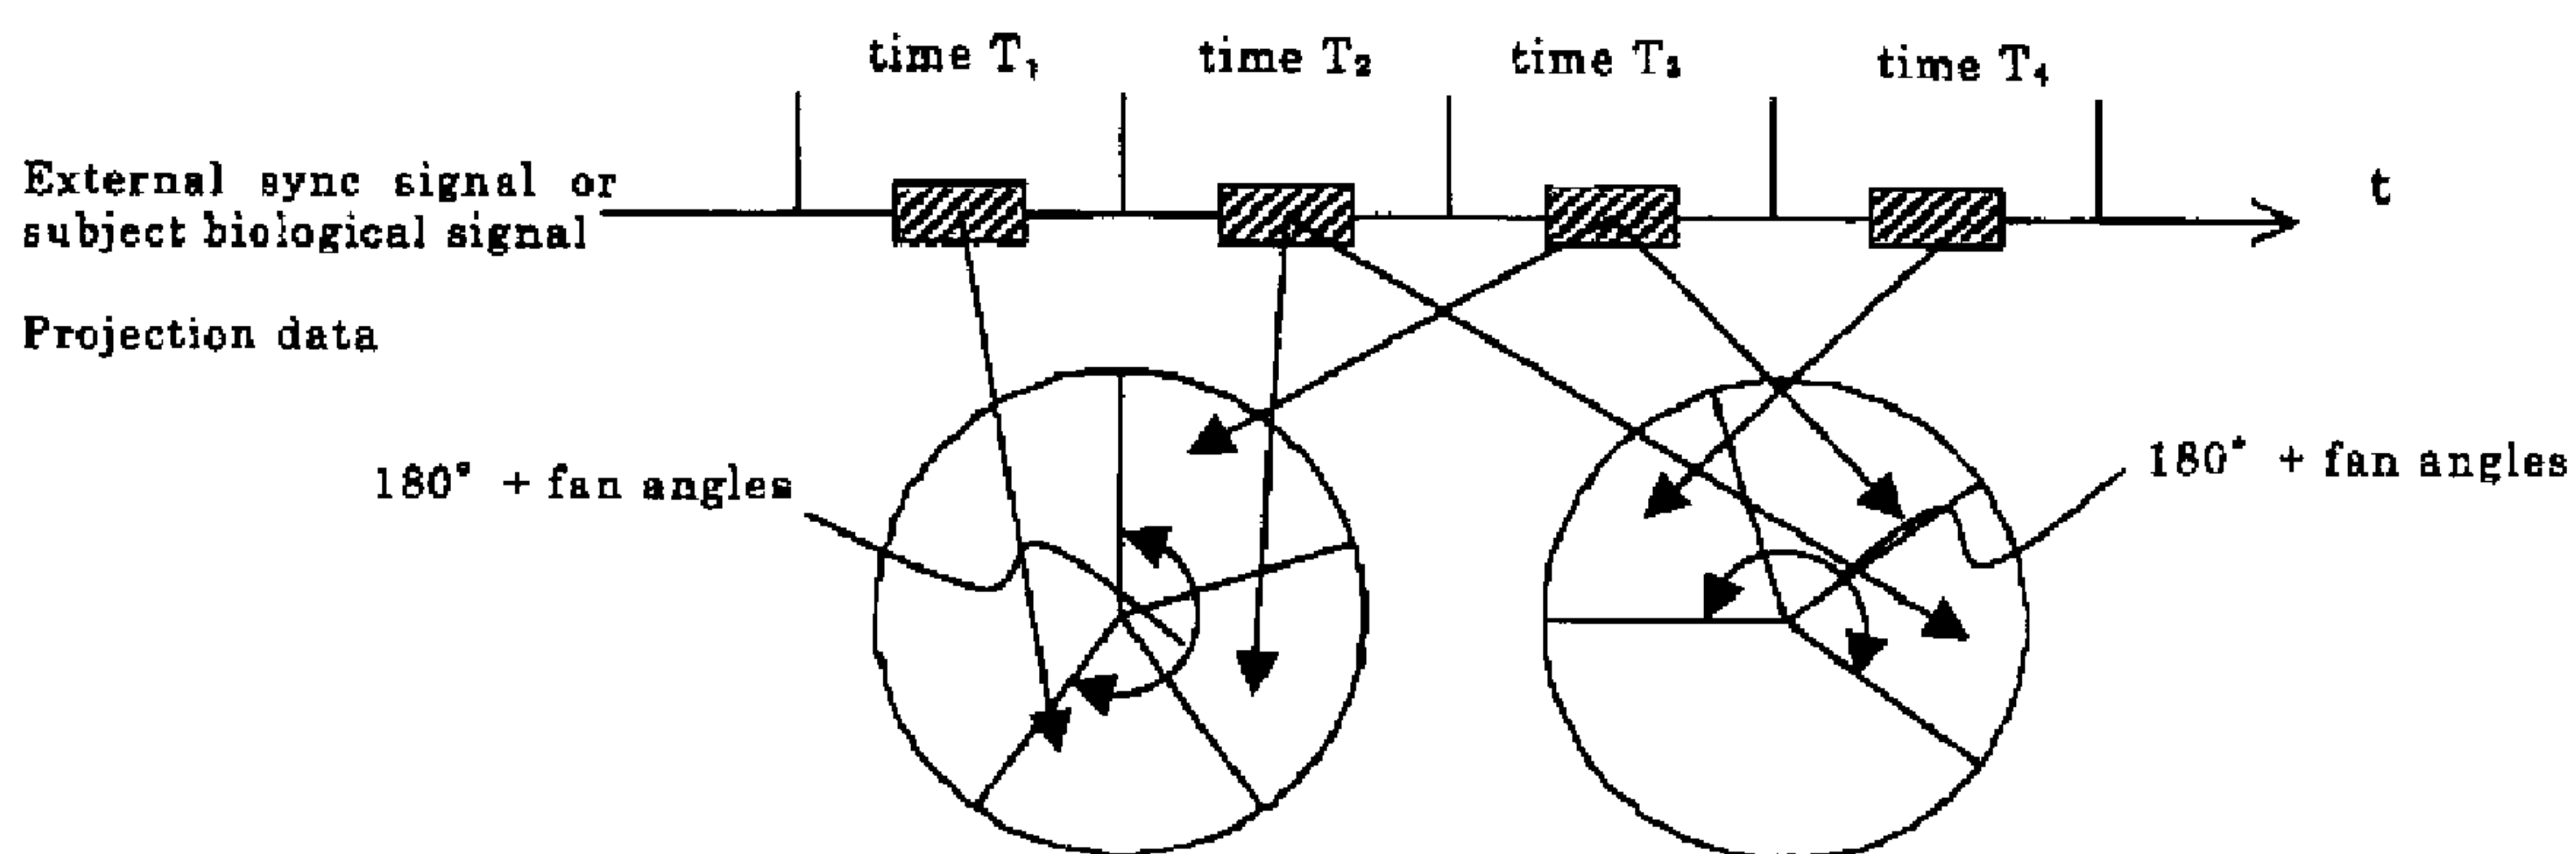 time T₁ time T₂ time T₃ time T₄
External sync signal or
subject biological signal
t
Projection data
180° + fan angles
180° + fan angles